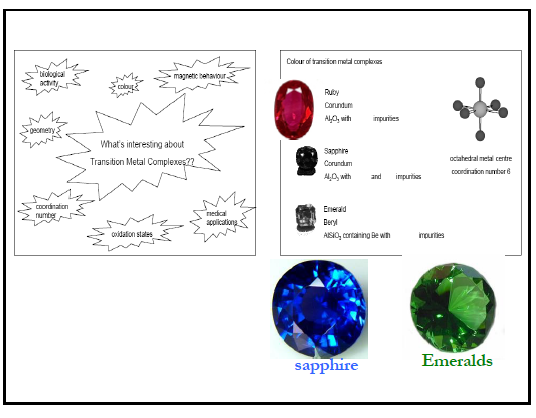 biological
activity
colour
magnetic behaviour
geometry
What's interesting about
Transition Metal Complexes??
coordination
number
oxidation states
medical
applications
Colour of transition metal complexes
Ruby
Corundum
Al2O3 with impurities
Sapphire
Corundum
Al2O3 with and impurities
octahedral metal centre
coordination number 6
Emerald
Beryl
AlSiO3 containing Be with impurities
sapphire
Emeralds